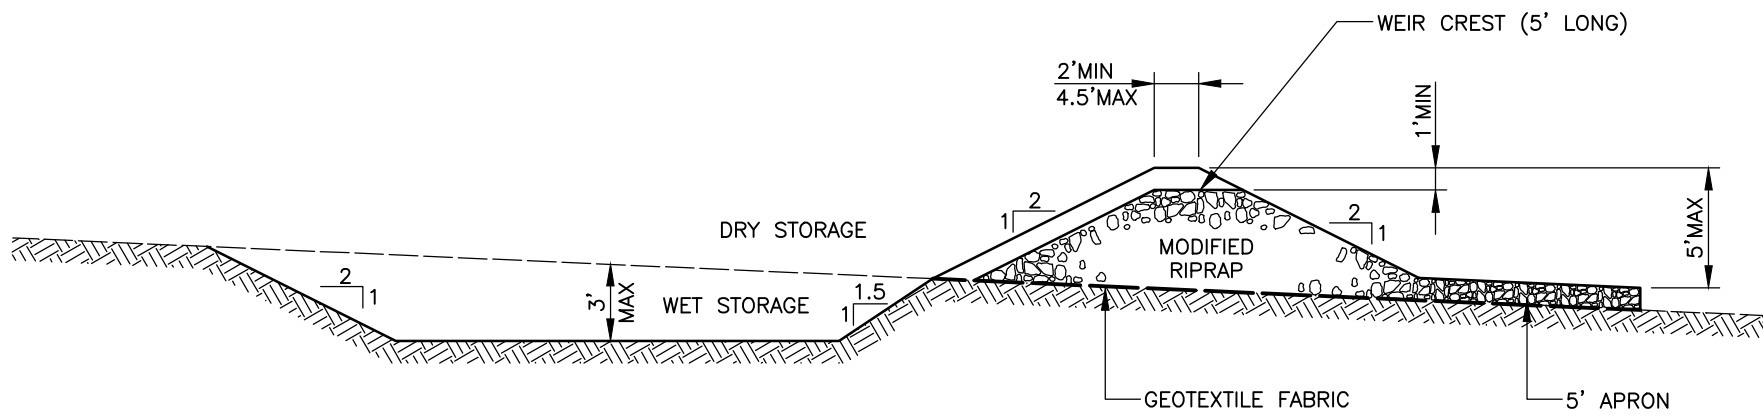 WEIR CREST (5' LONG)
2'MIN
4.5'MAX
1'MIN
2
1
DRY STORAGE
2
1
MODIFIED
RIPRAP
5'MAX
2
1
3'
MAX
WET STORAGE
1.5
1
GEOTEXTILE FABRIC
5' APRON